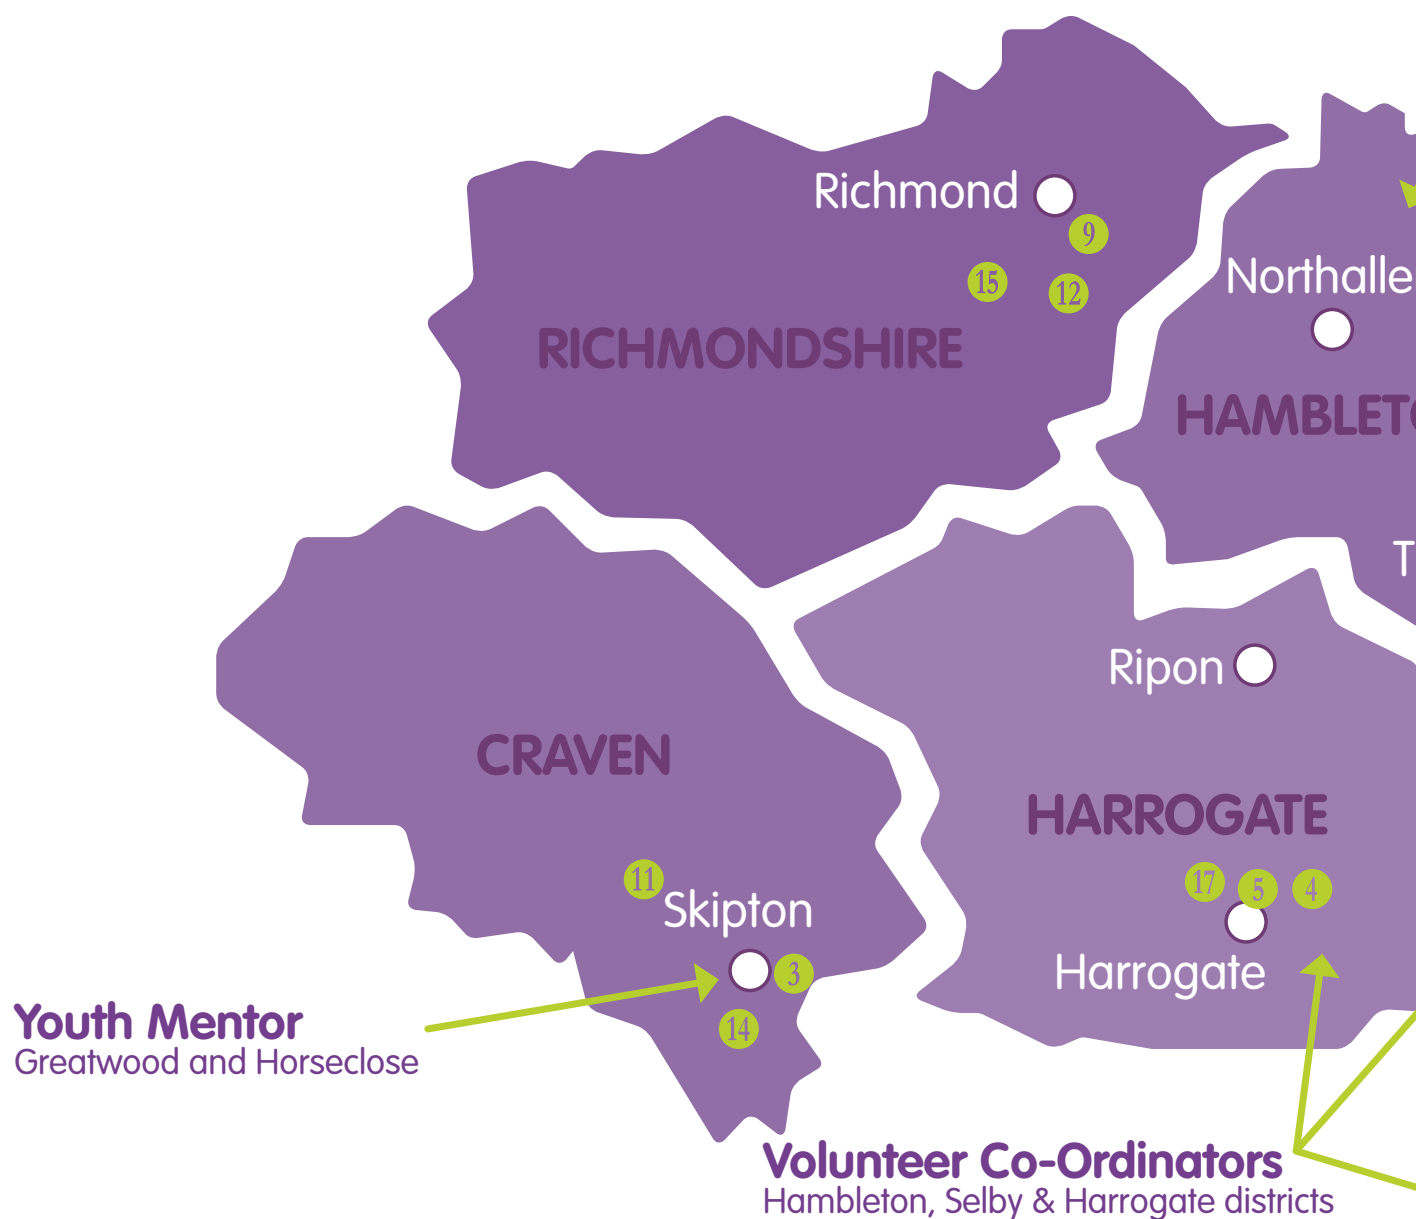 Richmond
9
15
12
RICHMONDSHIRE
Northalle
HAMBLET
T
Ripon
CRAVEN
HARROGATE
11
Skipton
17
5
4
Harrogate
3
14
Youth Mentor
Greatwood and Horseclose
Volunteer Co-Ordinators
Hambleton, Selby & Harrogate districts